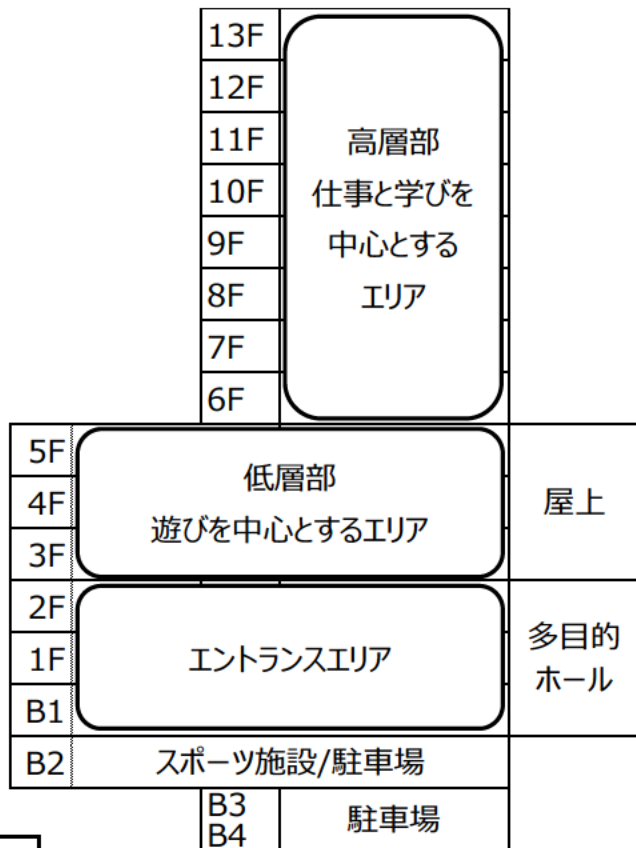 13F
12F
11F
10F
9F
8F
7F
6F
高層部
仕事と学びを
中心とする
エリア
5F
4F
3F
低層部
遊びを中心とするエリア
屋上
2F
1F
B1
エントランスエリア
多目的
ホール
B2
スポーツ施設/駐車場
B3
B4
駐車場